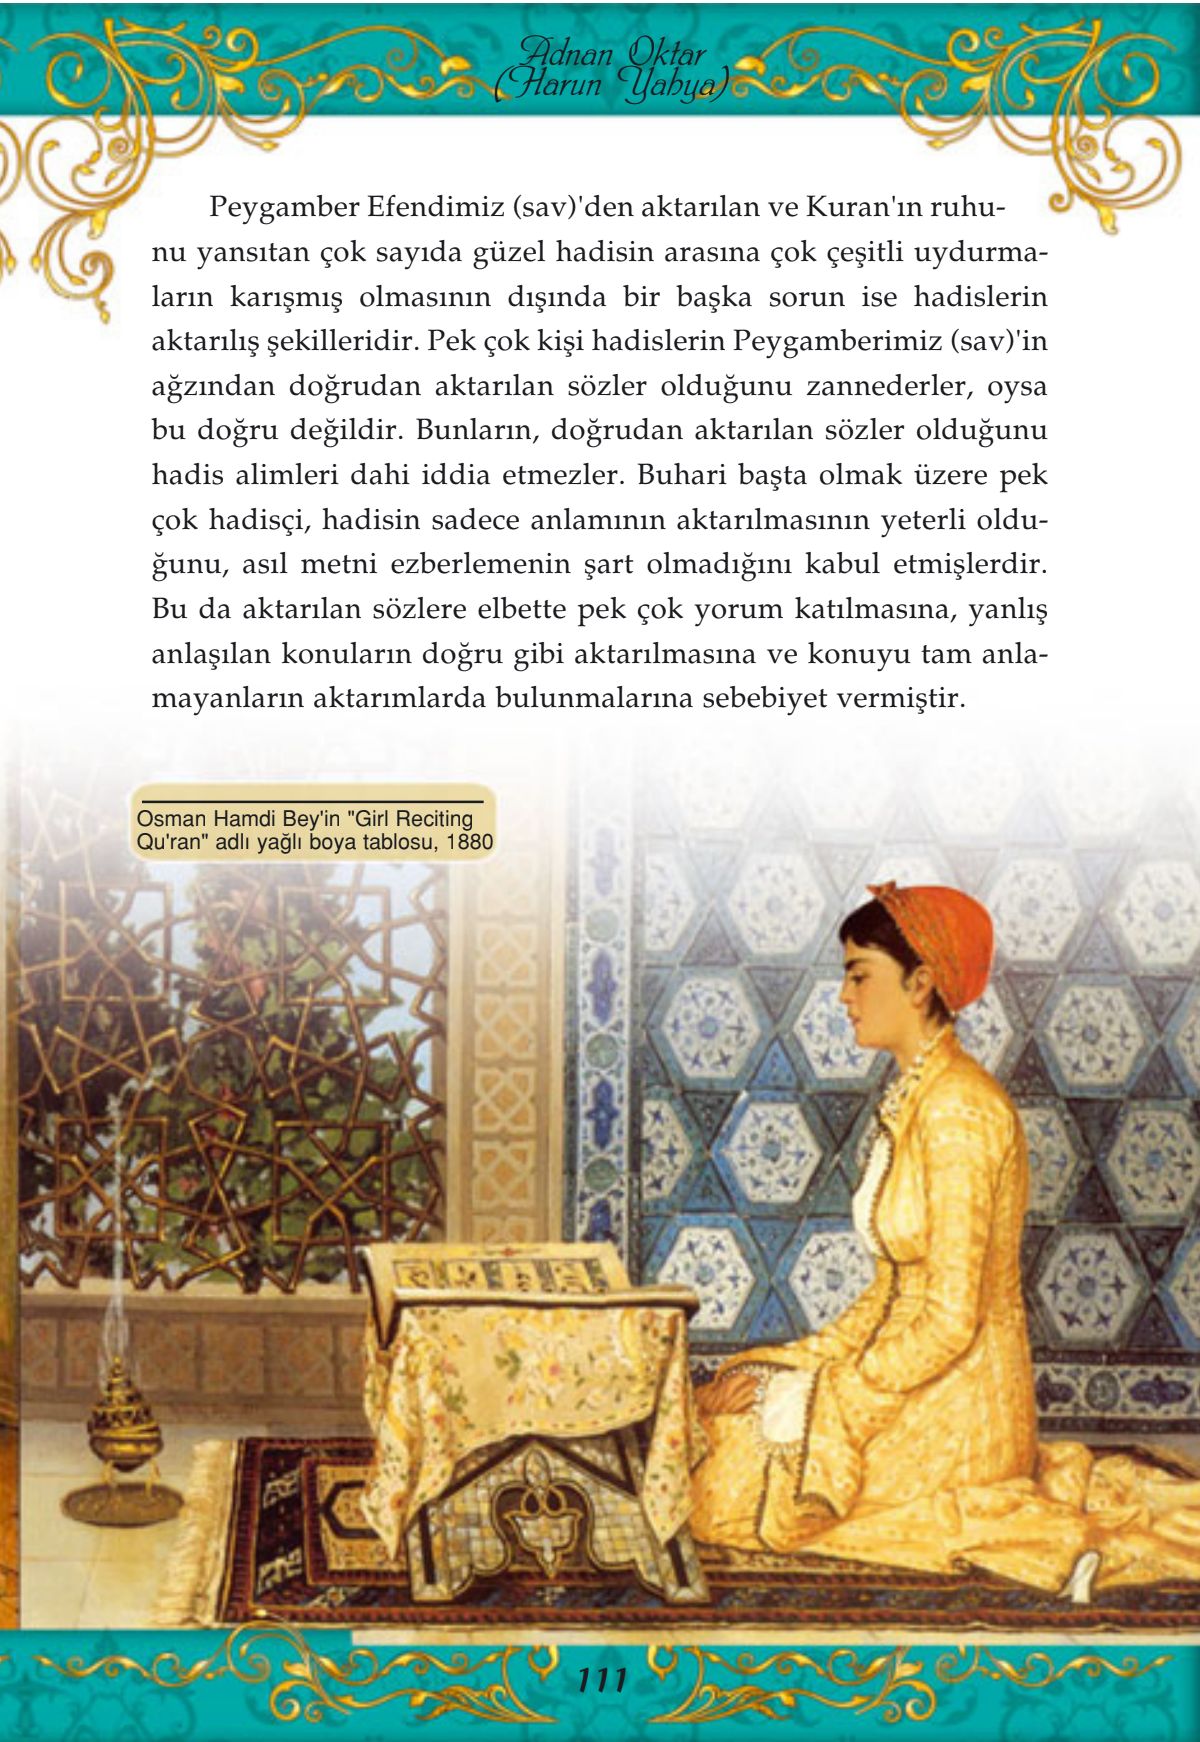 Adnan Oktar
(Harun Yahya)
Peygamber Efendimiz (sav)'den aktarılan ve Kuran'ın ruhu-
nu yansıtan çok sayıda güzel hadisin arasına çok çeşitli uydurma-
ların karışmış olmasının dışında bir başka sorun ise hadislerin
aktarılış şekilleridir. Pek çok kişi hadislerin Peygamberimiz (sav)'in
ağzından doğrudan aktarılan sözler olduğunu zannederler, oysa
bu doğru değildir. Bunların, doğrudan aktarılan sözler olduğunu
hadis alimleri dahi iddia etmezler. Buhari başta olmak üzere pek
çok hadisçi, hadisin sadece anlamının aktarılmasının yeterli oldu-
ğunu, asıl metni ezberlemenin şart olmadığını kabul etmişlerdir.
Bu da aktarılan sözlere elbette pek çok yorum katılmasına, yanlış
anlaşılan konuların doğru gibi aktarılmasına ve konuyu tam anla-
mayanların aktarımlarda bulunmalarına sebebiyet vermiştir.
Osman Hamdi Bey'in "Girl Reciting
Qu'ran" adlı yağlı boya tablosu, 1880
111